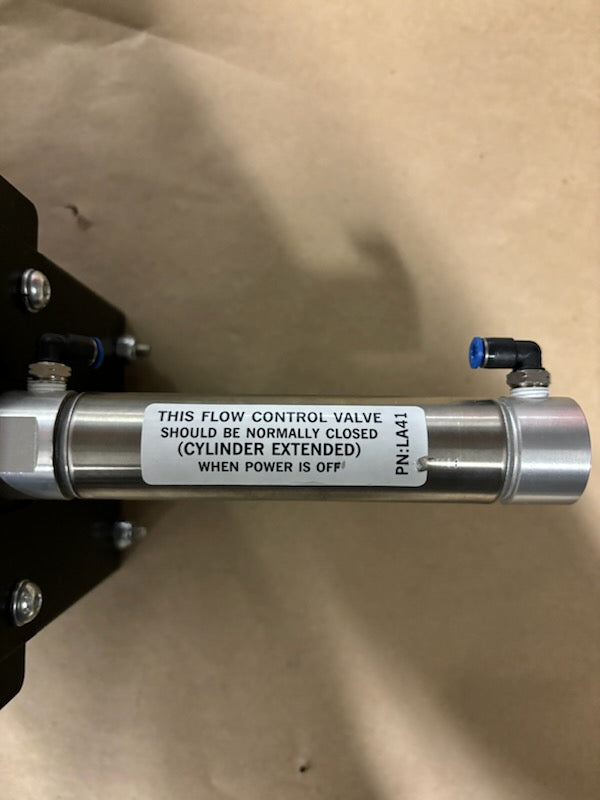 THIS FLOW CONTROL VALVE
SHOULD BE NORMALLY CLOSED
(CYLINDER EXTENDED)
WHEN POWER IS OFF
PN:LA41